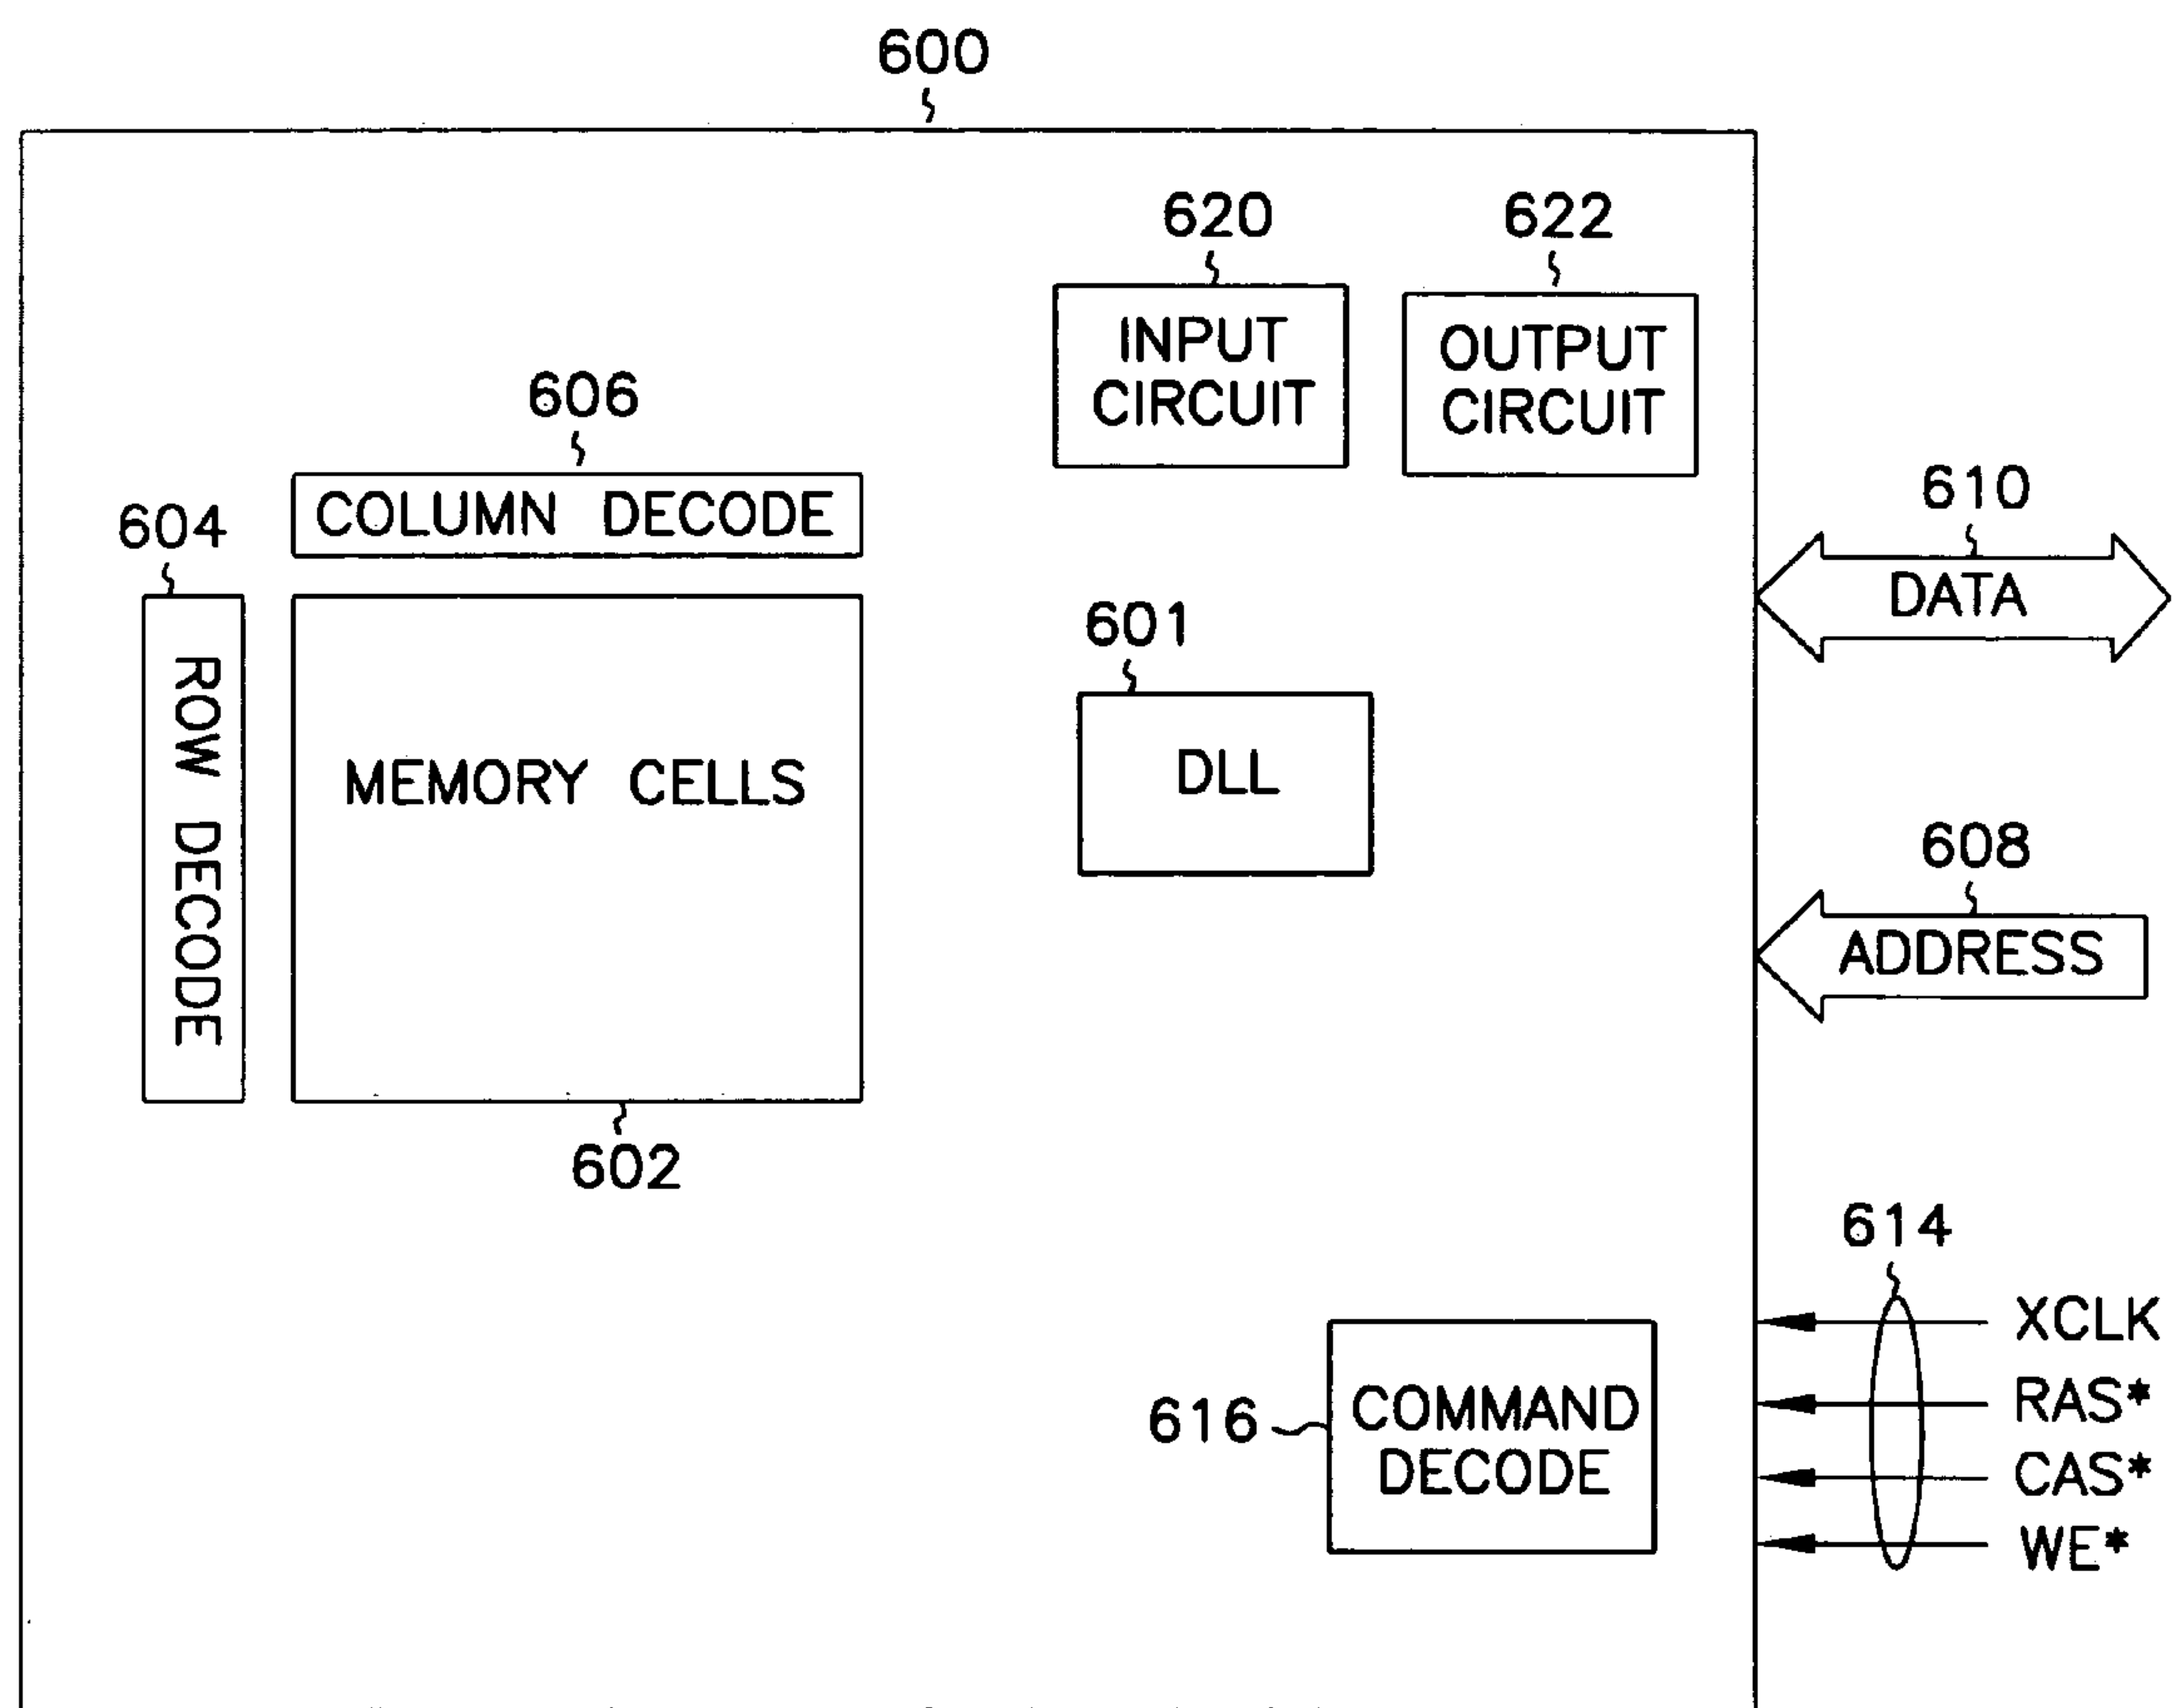 600
620
622
INPUT
CIRCUIT
OUTPUT
CIRCUIT
606
COLUMN DECODE
610
DATA
604
ROW DECODE
MEMORY CELLS
601
DLL
608
ADDRESS
602
614
XCLK
RAS*
CAS*
WE*
616
COMMAND
DECODE